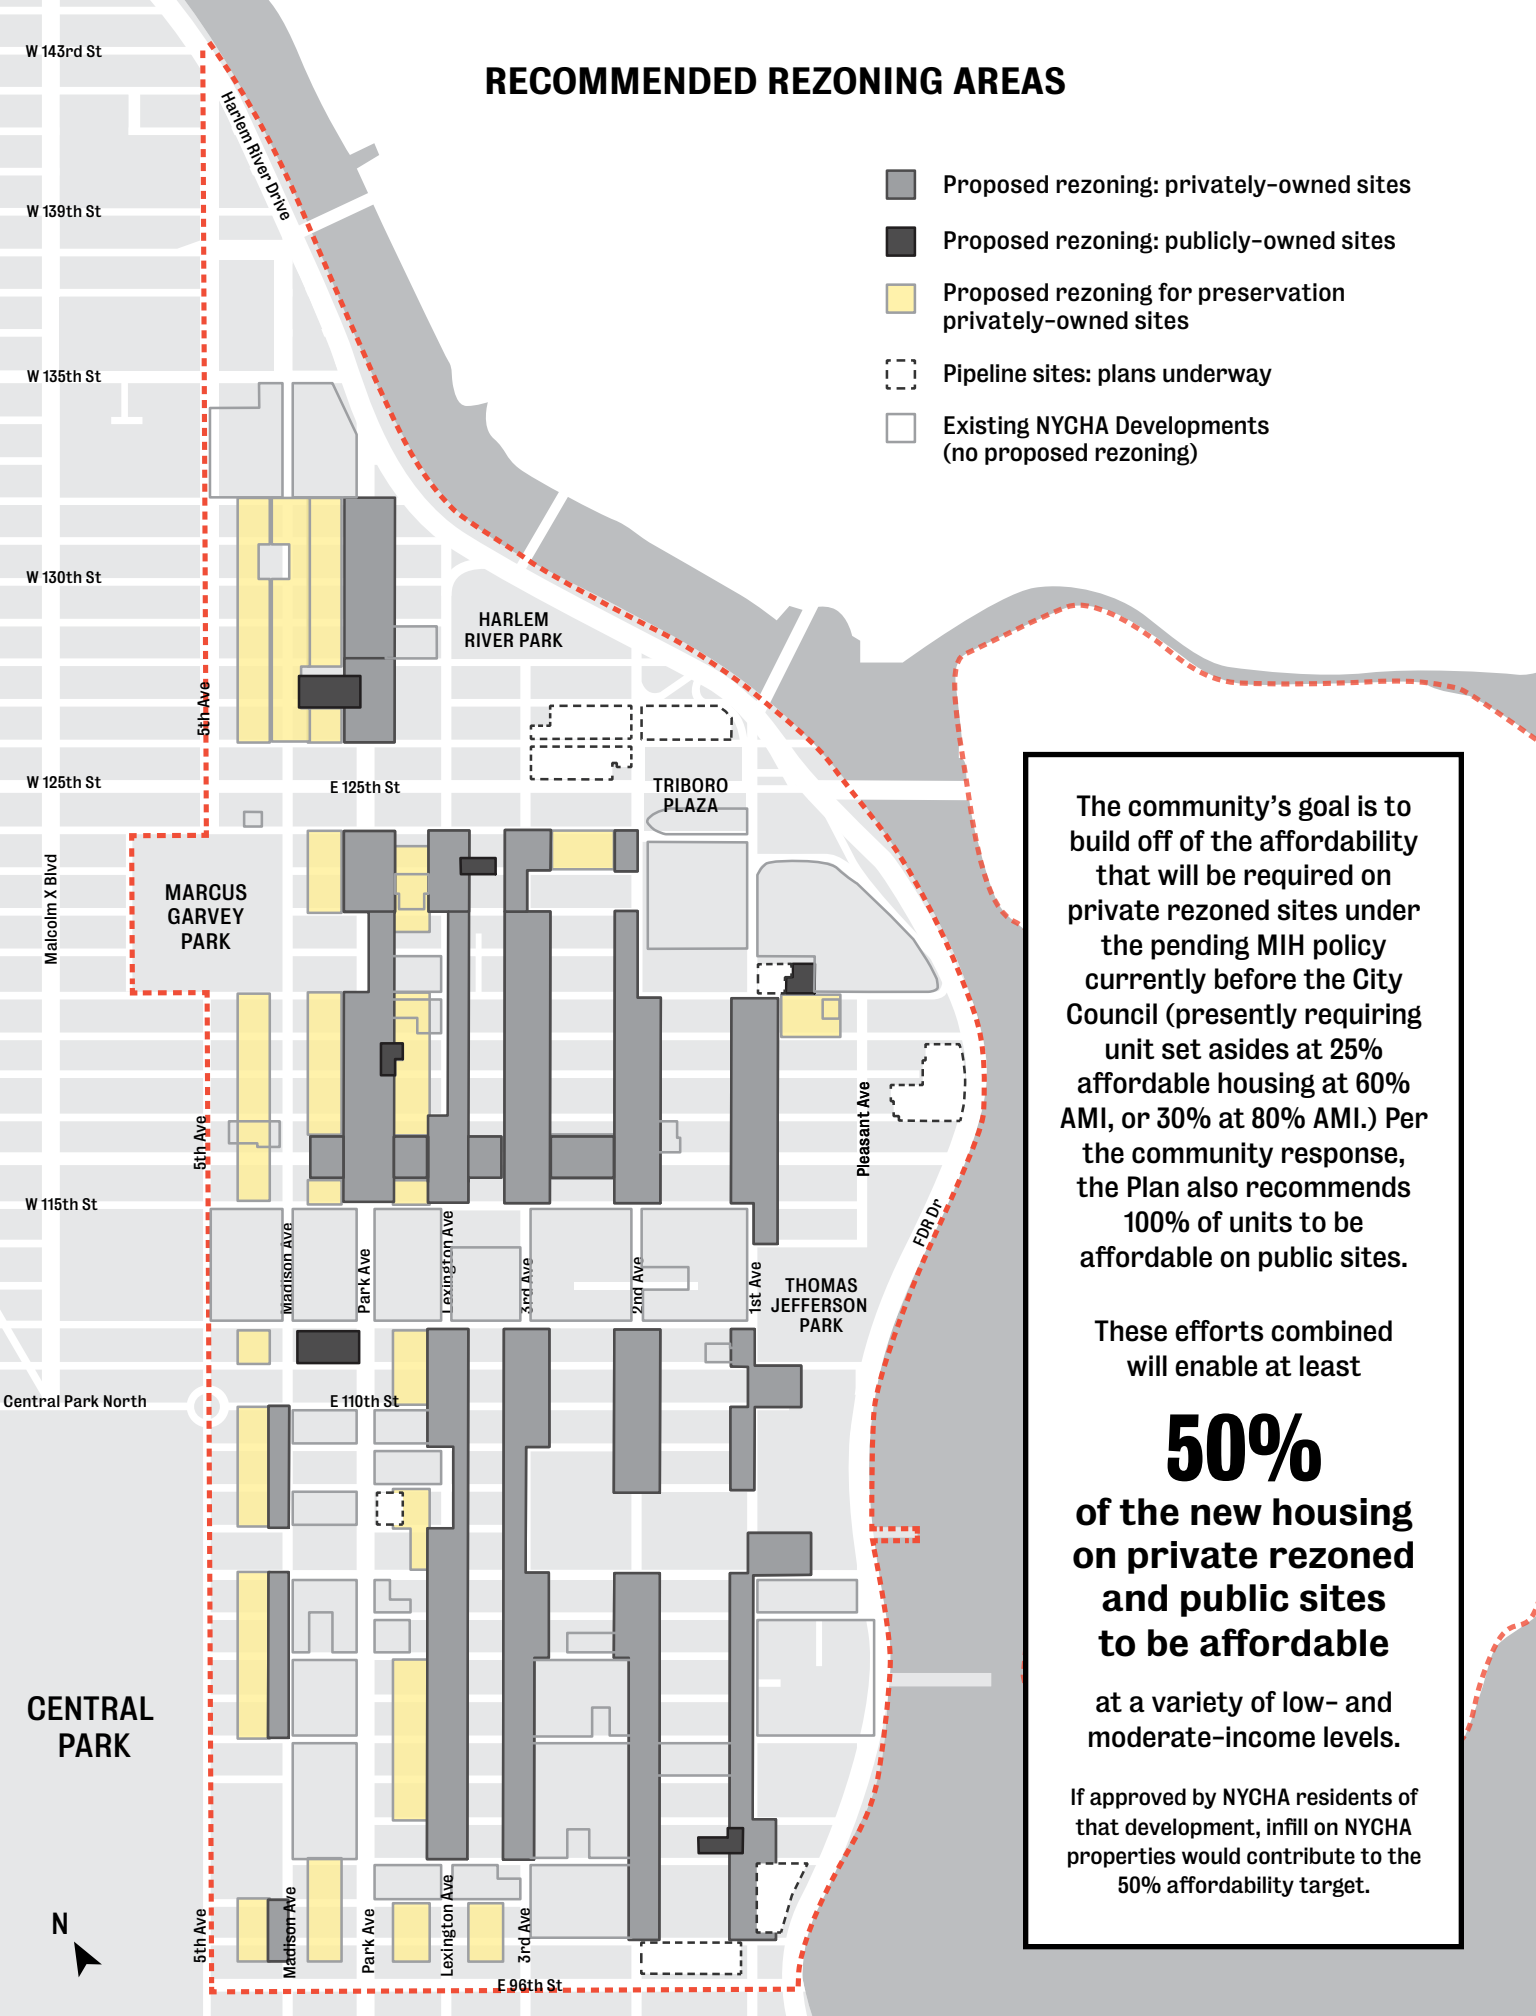 RECOMMENDED REZONING AREAS
Proposed rezoning: privately-owned sites
Proposed rezoning: publicly-owned sites
Proposed rezoning for preservation
privately-owned sites
Pipeline sites: plans underway
Existing NYCHA Developments
(no proposed rezoning)
W 143rd St
Harlem River Drive
W 139th St
W 135th St
W 130th St
HARLEM
RIVER PARK
5th Ave
W 125th St
E 125th St
TRIBORO
PLAZA
Malcolm X Blvd
MARCUS
GARVEY
PARK
5th Ave
Pleasant Ave
W 115th St
Madison Ave
Park Ave
Lexington Ave
3rd Ave
2nd Ave
1st Ave
FDR Dr
THOMAS
JEFFERSON
PARK
Central Park North
E 110th St
CENTRAL
PARK
N
5th Ave
Madison Ave
Park Ave
Lexington Ave
3rd Ave
E 96th St
The community's goal is to
build off of the affordability
that will be required on
private rezoned sites under
the pending MIH policy
currently before the City
Council (presently requiring
unit set asides at 25%
affordable housing at 60%
AMI, or 30% at 80% AMI.) Per
the community response,
the Plan also recommends
100% of units to be
affordable on public sites.
These efforts combined
will enable at least
50%
of the new housing
on private rezoned
and public sites
to be affordable
at a variety of low- and
moderate-income levels.
If approved by NYCHA residents of
that development, infill on NYCHA
properties would contribute to the
50% affordability target.